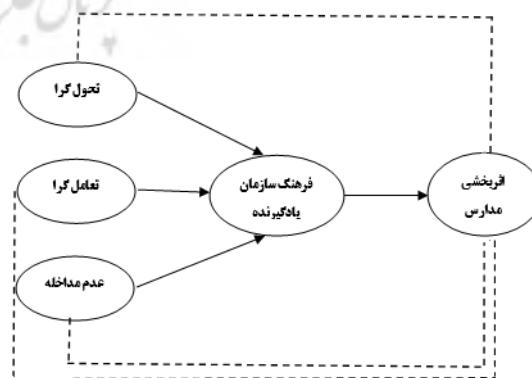 تحول گرا
تعامل گرا
عدم مداخله
فرهنگ سازمان
یادگیرنده
اثربخشی
مدارس